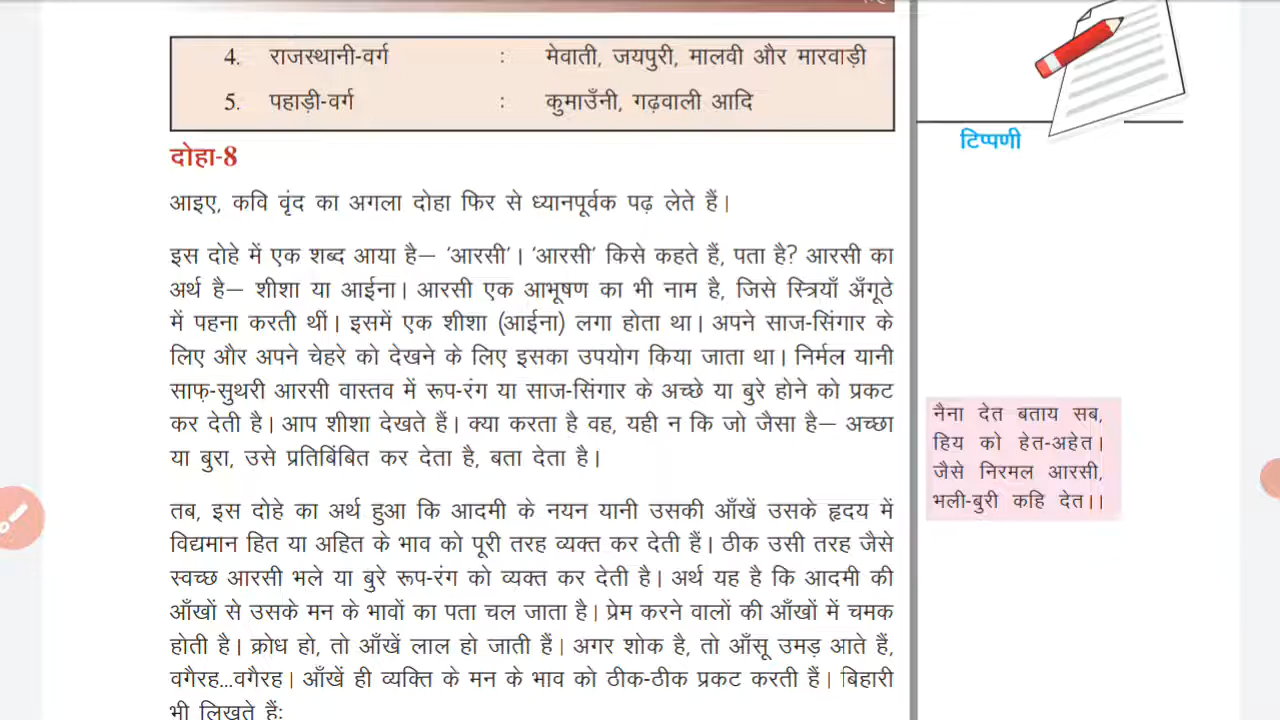 4. राजस्थानी-वर्ग : मेवाती, जयपुरी, मालवी और मारवाड़ी
5. पहाड़ी-वर्ग : कुमाउँनी, गढ़वाली आदि
टिप्पणी
दोहा-8
आइए, कवि वृंद का अगला दोहा फिर से ध्यानपूर्वक पढ़ लेते हैं।
इस दोहे में एक शब्द आया है– 'आरसी'। 'आरसी' किसे कहते हैं, पता है? आरसी का
अर्थ है– शीशा या आईना। आरसी एक आभूषण का भी नाम है, जिसे स्त्रियाँ अँगूठे
में पहना करती थीं। इसमें एक शीशा (आईना) लगा होता था। अपने साज-सिंगार के
लिए और अपने चेहरे को देखने के लिए इसका उपयोग किया जाता था। निर्मल यानी
साफ़-सुथरी आरसी वास्तव में रूप-रंग या साज-सिंगार के अच्छे या बुरे होने को प्रकट
कर देती है। आप शीशा देखते हैं। क्या करता है वह, यही न कि जो जैसा है– अच्छा
या बुरा, उसे प्रतिबिंबित कर देता है, बता देता है।
नैना देत बताय सब,
हिय को हेत-अहेत।
जैसे निरमल आरसी,
भली-बुरी कहि देत।।
तब, इस दोहे का अर्थ हुआ कि आदमी के नयन यानी उसकी आँखें उसके हृदय में
विद्यमान हित या अहित के भाव को पूरी तरह व्यक्त कर देती हैं। ठीक उसी तरह जैसे
स्वच्छ आरसी भले या बुरे रूप-रंग को व्यक्त कर देती है। अर्थ यह है कि आदमी की
आँखों से उसके मन के भावों का पता चल जाता है। प्रेम करने वालों की आँखों में चमक
होती है। क्रोध हो, तो आँखें लाल हो जाती हैं। अगर शोक है, तो आँसू उमड़ आते हैं,
वगैरह...वगैरह। आँखें ही व्यक्ति के मन के भाव को ठीक-ठीक प्रकट करती हैं। बिहारी
भी लिखते हैं: